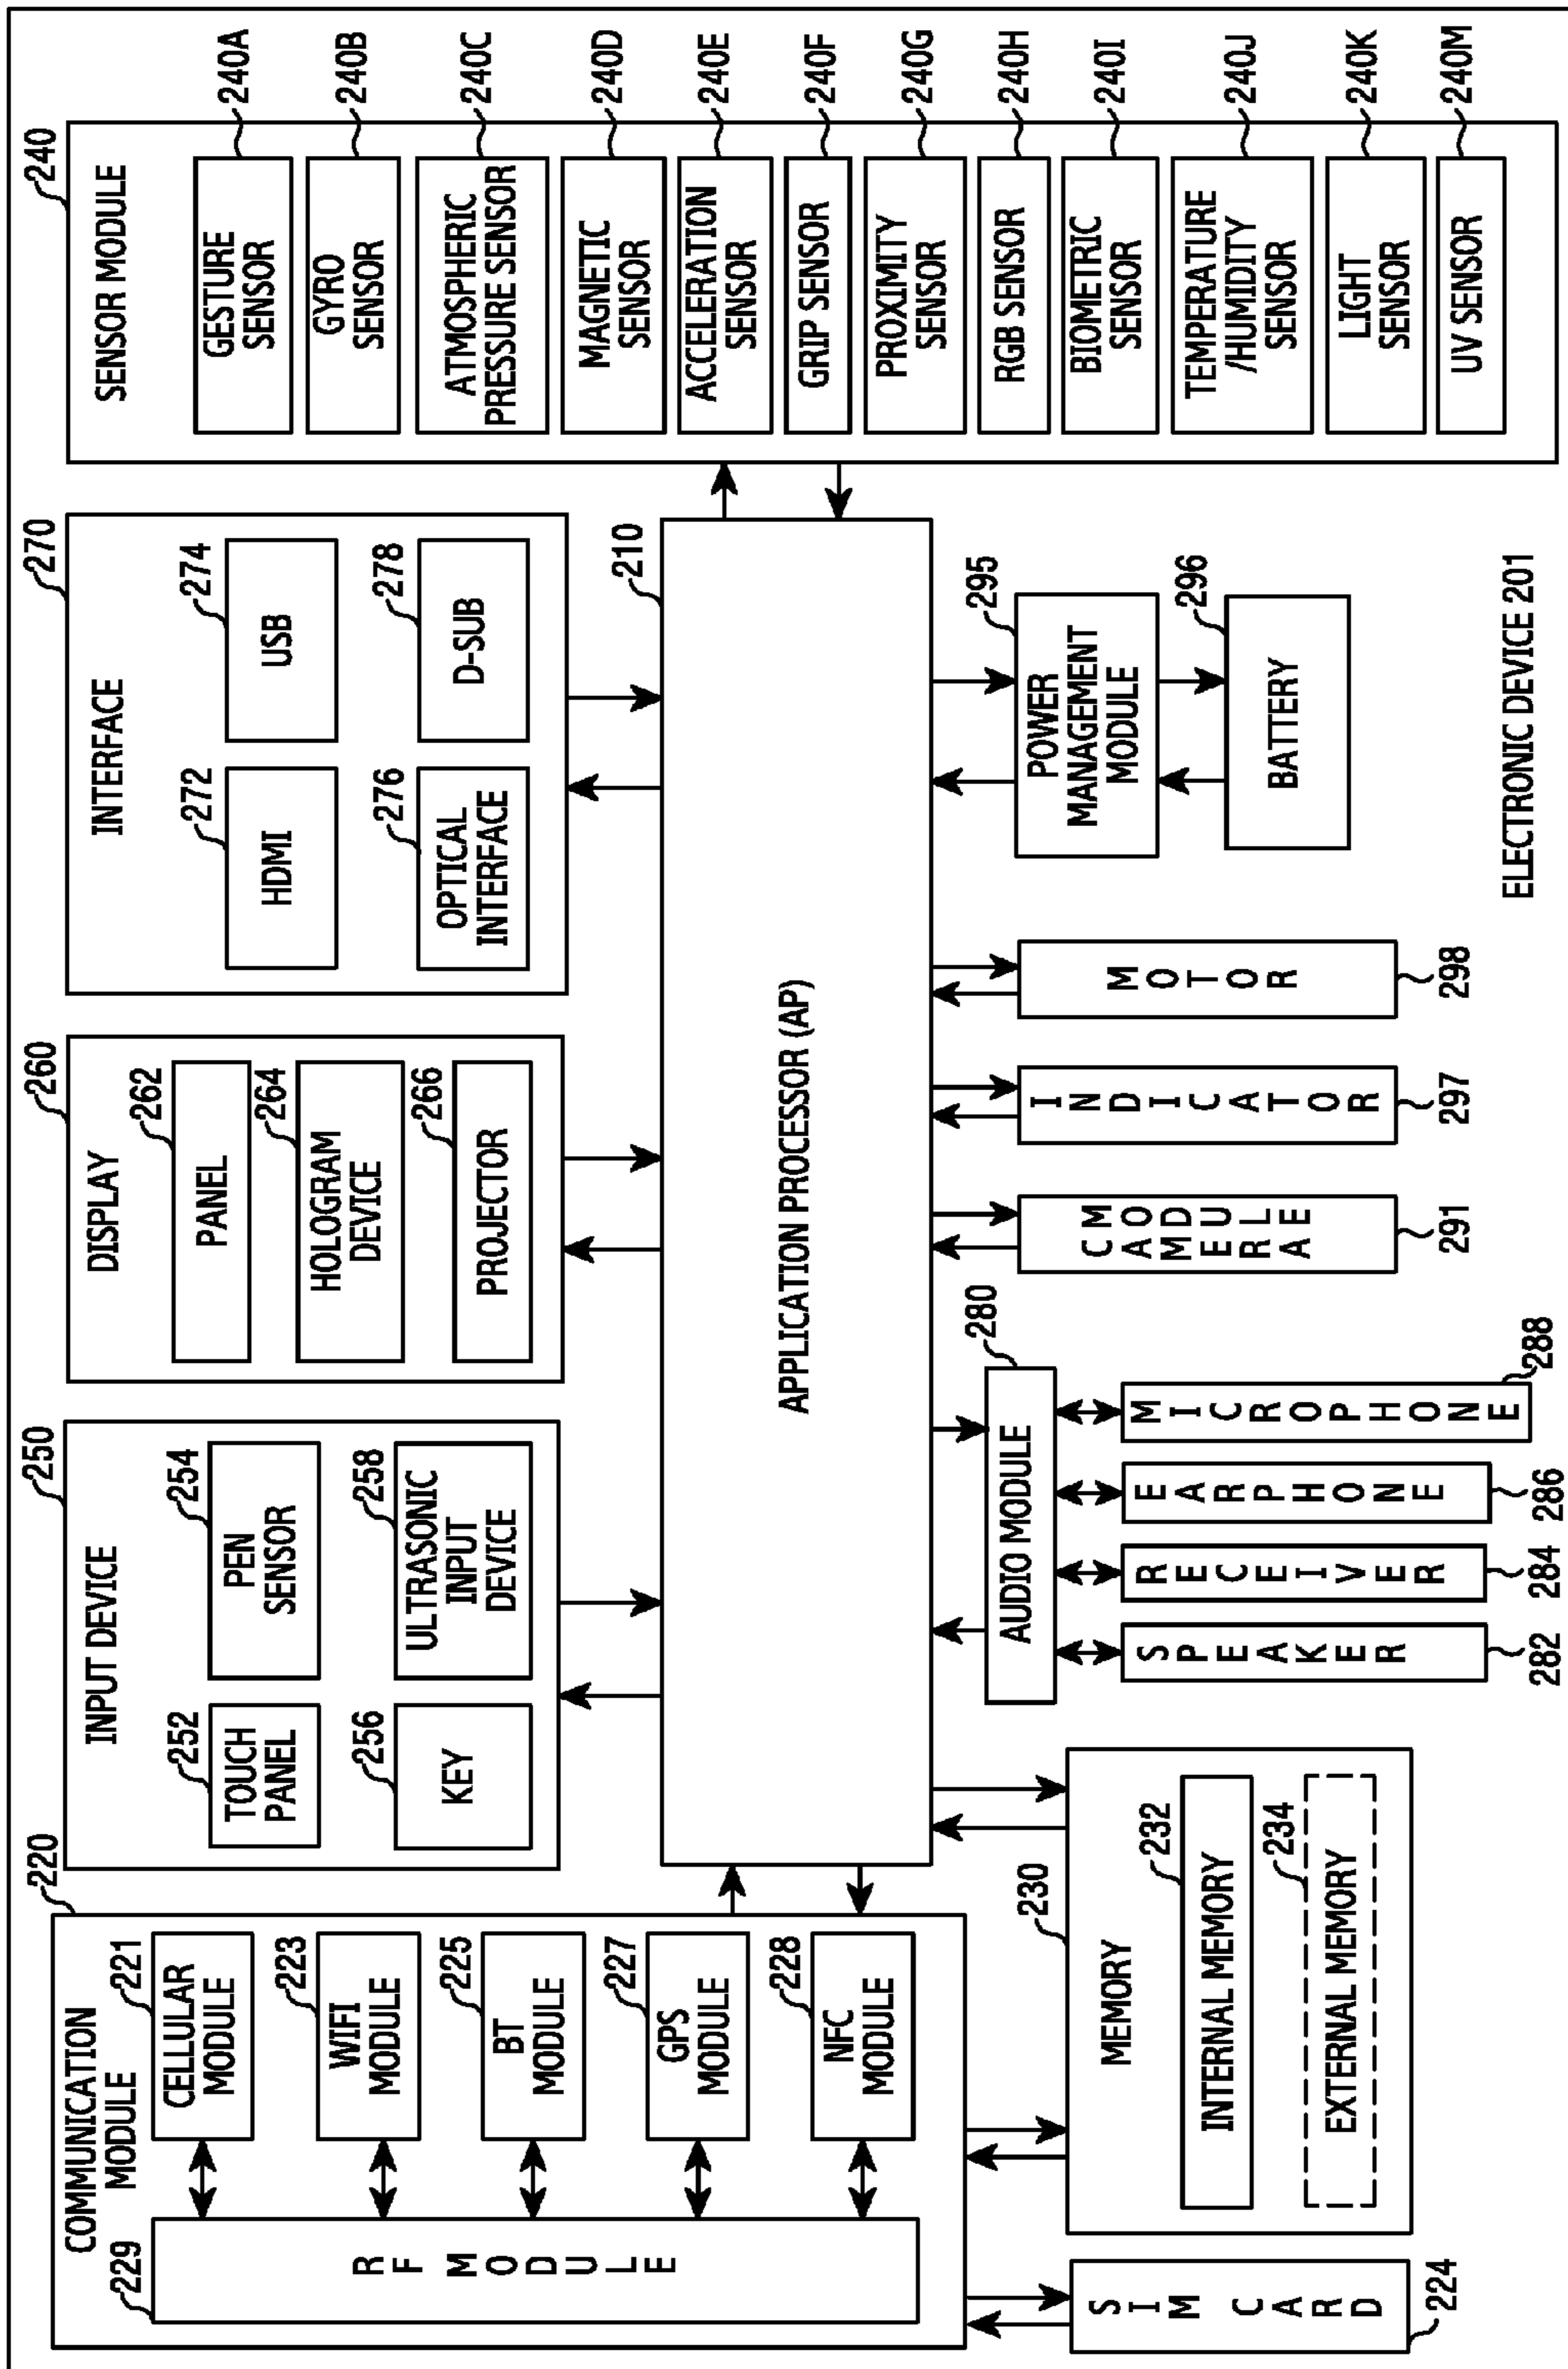 COMMUNICATION
MODULE
220
229
RF MODULE
221
CELLULAR
MODULE
223
WIFI
MODULE
225
BT
MODULE
227
GPS
MODULE
228
NFC
MODULE
250
INPUT DEVICE
252
TOUCH
PANEL
254
PEN
SENSOR
256
KEY
258
ULTRASONIC
INPUT
DEVICE
260
DISPLAY
262
PANEL
264
HOLOGRAM
DEVICE
266
PROJECTOR
270
INTERFACE
272
HDMI
274
USB
276
OPTICAL
INTERFACE
278
D-SUB
240
SENSOR MODULE
GESTURE
SENSOR
240A
GYRO
SENSOR
240B
ATMOSPHERIC
PRESSURE SENSOR
240C
MAGNETIC
SENSOR
240D
ACCELERATION
SENSOR
240E
GRIP SENSOR
240F
PROXIMITY
SENSOR
240G
RGB SENSOR
240H
BIOMETRIC
SENSOR
240I
TEMPERATURE
/HUMIDITY
SENSOR
240J
LIGHT
SENSOR
240K
UV SENSOR
240M
210
APPLICATION PROCESSOR (AP)
SIM CARD
224
230
MEMORY
232
INTERNAL MEMORY
234
EXTERNAL MEMORY
280
AUDIO MODULE
SPEAKER
282
RECEIVER
284
EARPHONE
286
MICROPHONE
288
CAMERA
MODULE
291
INDICATOR
297
MOTOR
298
295
POWER
MANAGEMENT
MODULE
296
BATTERY
ELECTRONIC DEVICE 201